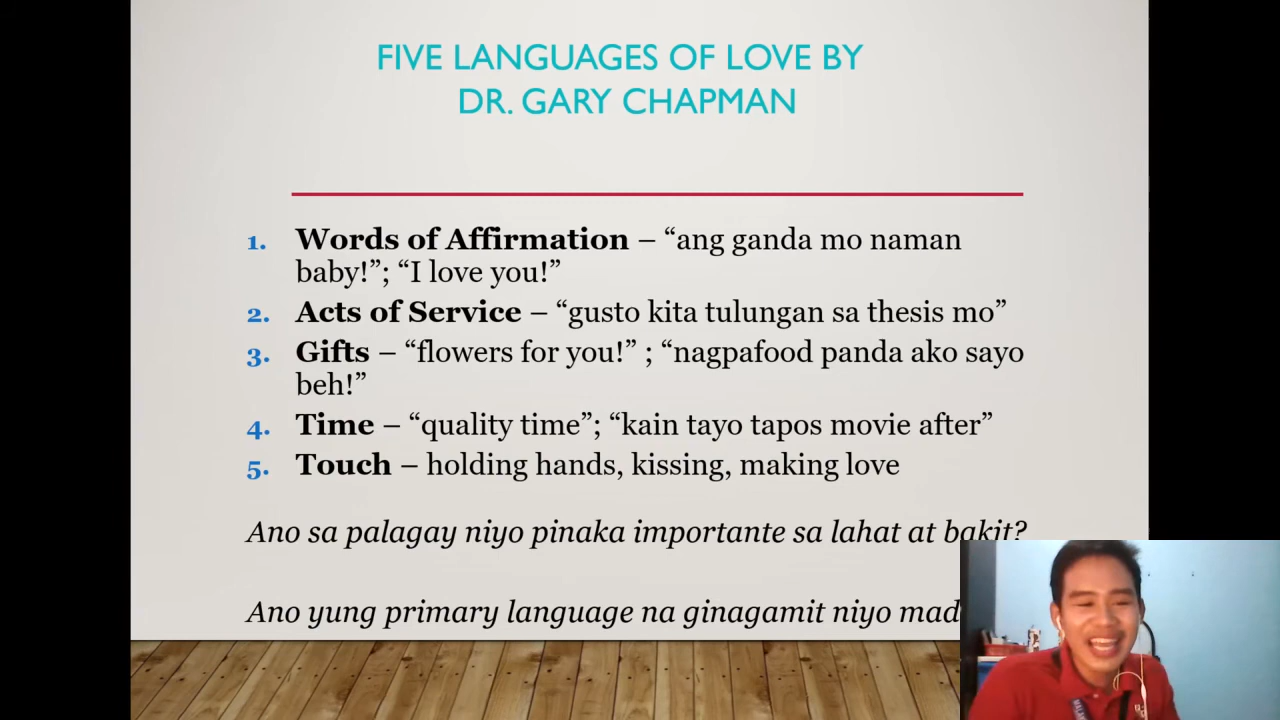 FIVE LANGUAGES OF LOVE BY
DR. GARY CHAPMAN
1. Words of Affirmation – “ang ganda mo naman
baby!”; “I love you!”
2. Acts of Service – “gusto kita tulungan sa thesis mo”
3. Gifts – “flowers for you!” ; “nagpafood panda ako sayo
beh!”
4. Time – “quality time”; “kain tayo tapos movie after”
5. Touch – holding hands, kissing, making love
Ano sa palagay niyo pinaka importante sa lahat at bakit?
Ano yung primary language na ginagamit niyo